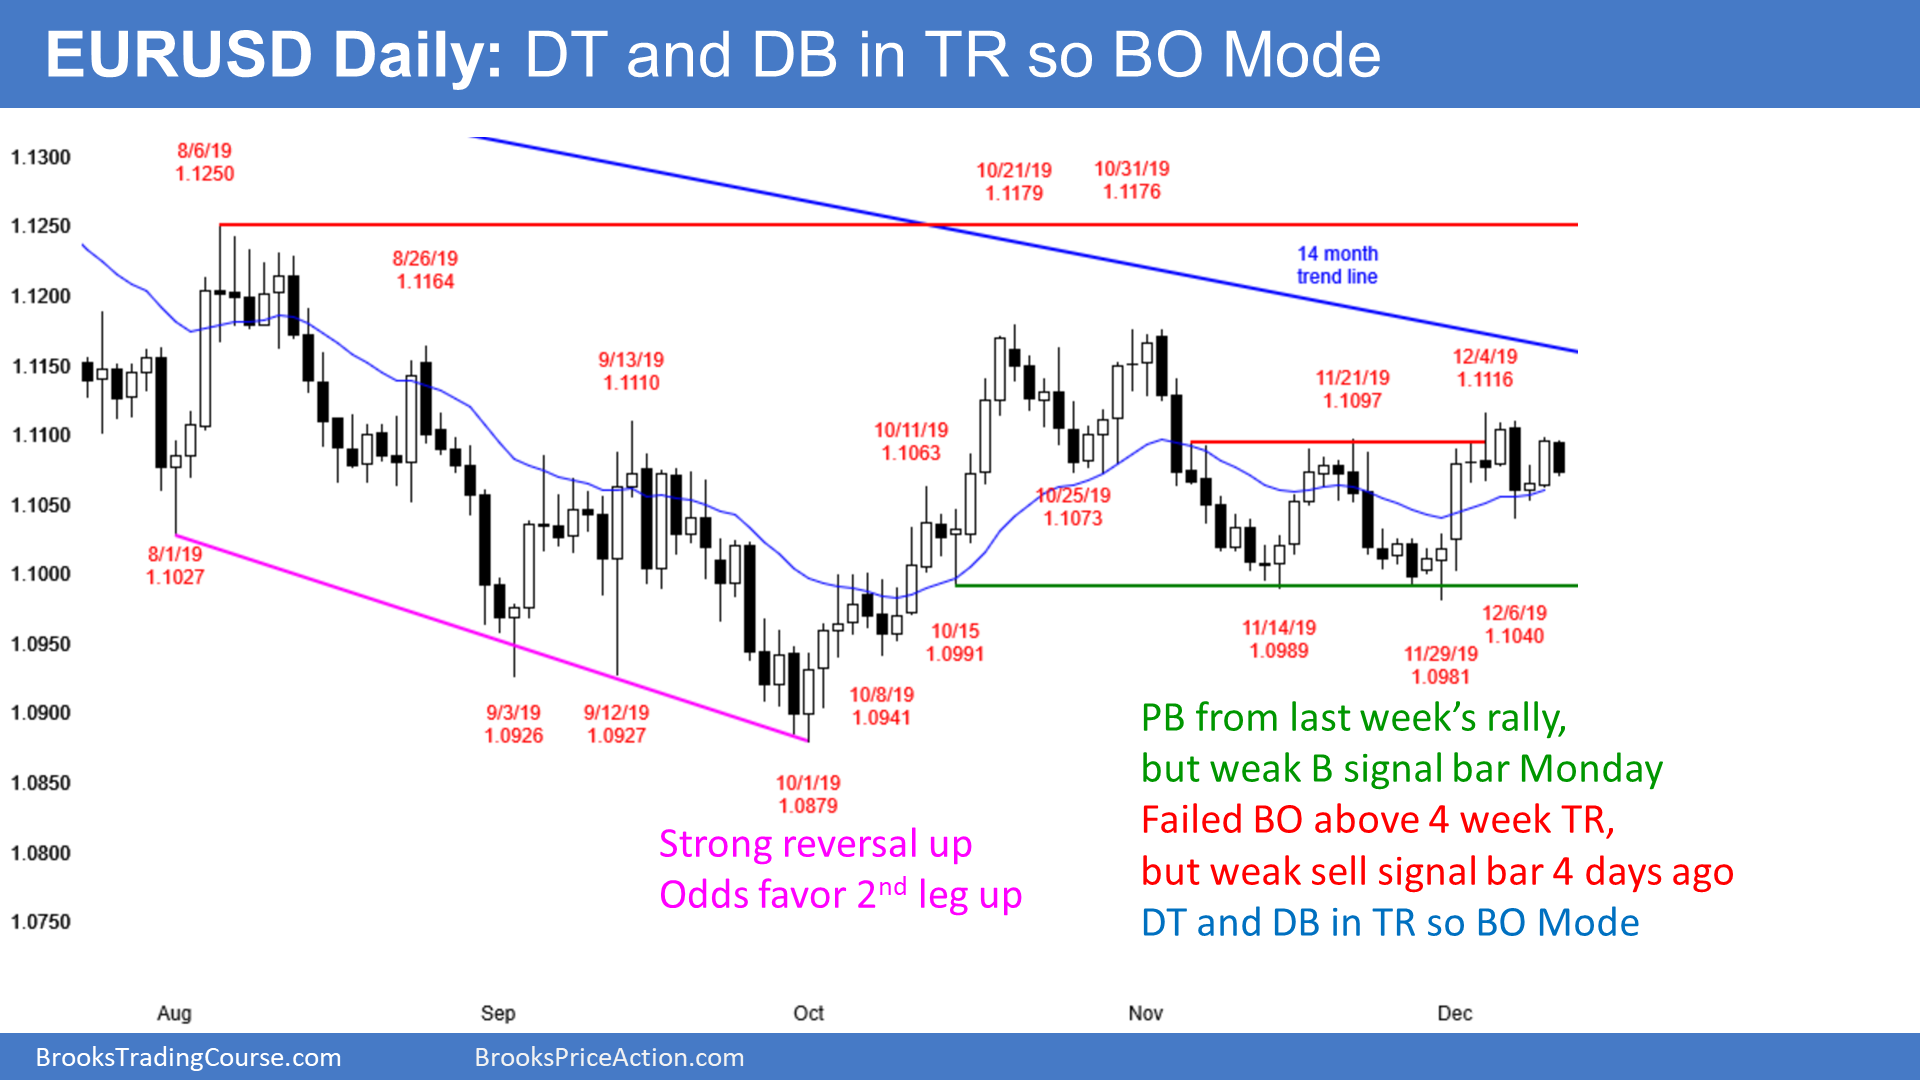 EURUSD Daily: DT and DB in TR so BO Mode
1.1300
1.1250
1.1200
1.1150
1.1100
1.1050
1.1000
1.0950
1.0900
1.0850
1.0800
1.0750
8/6/19
1.1250
8/26/19
1.1164
9/13/19
1.1110
10/11/19
1.1063
10/21/19
1.1179
10/31/19
1.1176
14 month
trend line
11/21/19
1.1097
12/4/19
1.1116
8/1/19
1.1027
9/3/19
1.0926
9/12/19
1.0927
10/1/19
1.0879
10/8/19
1.0941
10/15
1.0991
10/25/19
1.1073
11/14/19
1.0989
11/29/19
1.0981
12/6/19
1.1040
Strong reversal up
Odds favor 2nd leg up
PB from last week’s rally,
but weak B signal bar Monday
Failed BO above 4 week TR,
but weak sell signal bar 4 days ago
DT and DB in TR so BO Mode
Aug
Sep
Oct
Nov
Dec
BrooksTradingCourse.com
BrooksPriceAction.com